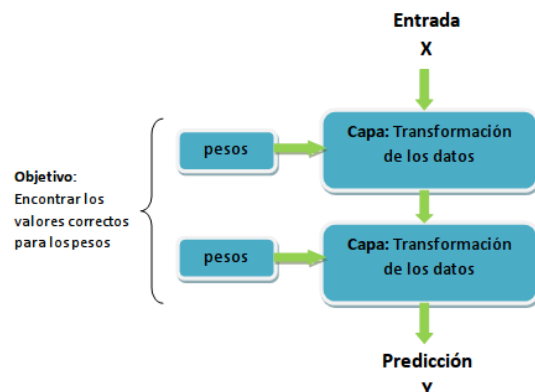 Entrada
X
pesos
Capa: Transformación
de los datos
Objetivo:
Encontrar los
valores correctos
para los pesos
pesos
Capa: Transformación
de los datos
Predicción
Y